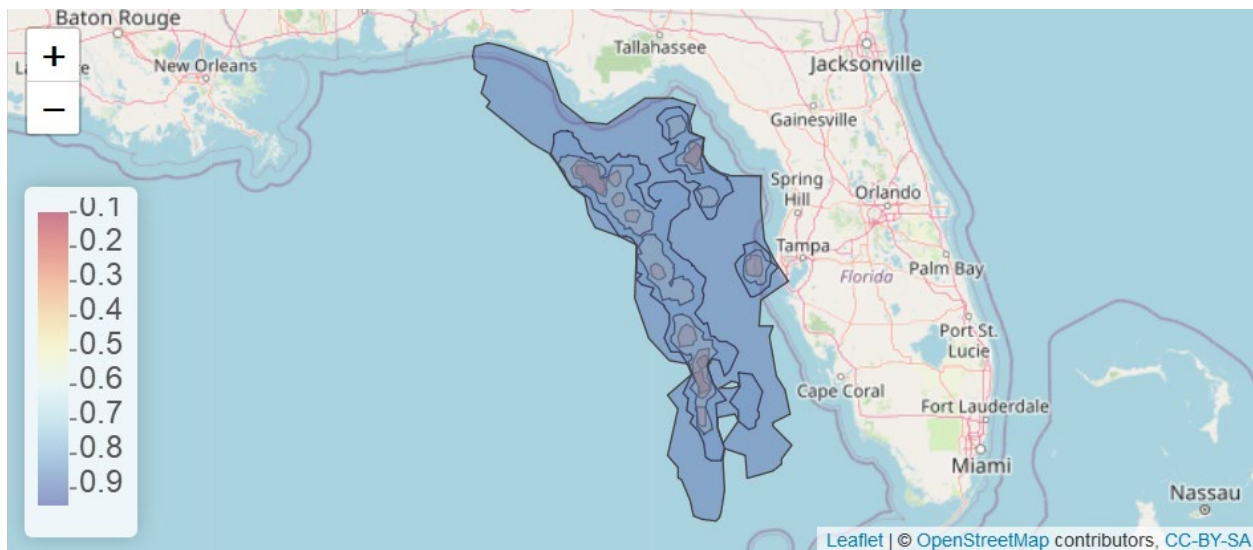 Baton Rouge
New Orleans
Tallahassee
Jacksonville
Gainesville
Spring
Hill
Orlando
Tampa
Palm Bay
Florida
Port St.
Lucie
Cape Coral
Fort Lauderdale
Miami
Nassau
+
−
0.1
0.2
0.3
0.4
0.5
0.6
0.7
0.8
0.9
Leaflet | © OpenStreetMap contributors, CC-BY-SA